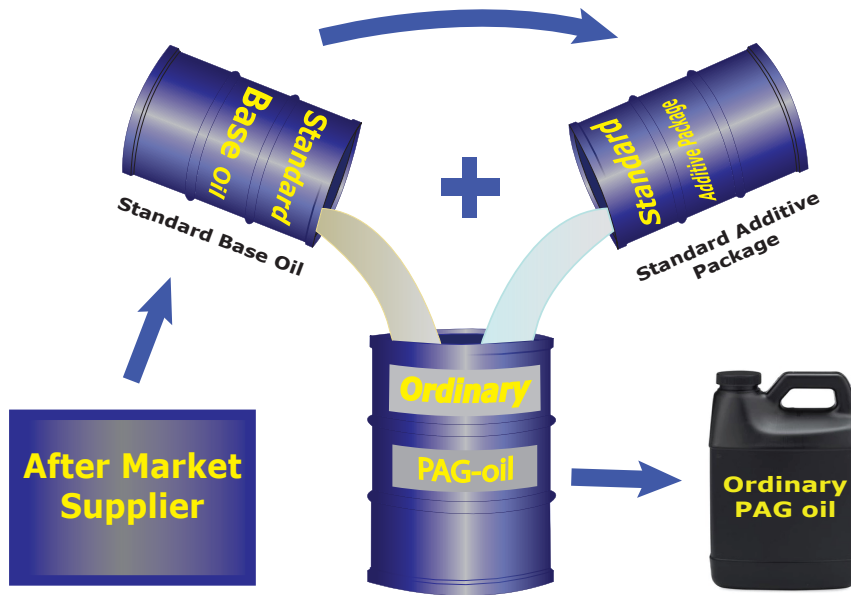 Standard
Base Oil
Standard Base Oil
Standard
Additive Package
Standard Additive
Package
After Market
Supplier
Ordinary
PAG-oil
Ordinary
PAG oil